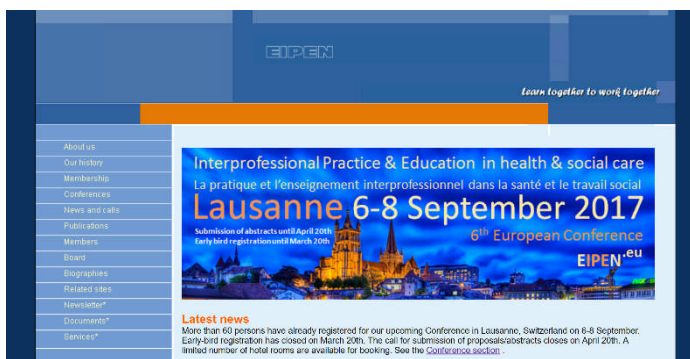 EIPEN
Learn together to work together
About us
Our history
Membership
Conferences
News and calls
Publications
Members
Board
Biographies
Related sites
Newsletter*
Documents*
Services*
Interprofessional Practice & Education in health & social care
La pratique et l'enseignement interprofessionnel dans la santé et le travail social
Lausanne 6-8 September 2017
Submission of abstracts until April 20th
Early bird registration until March 20th
6th European Conference
EIPEN.eu
Latest news
More than 60 persons have already registered for our upcoming Conference in Lausanne, Switzerland on 6-8 September.
Early-bird registration has closed on March 20th. The call for submission of proposals/abstracts closes on April 20th. A
limited number of hotel rooms are available for booking. See the Conference section .